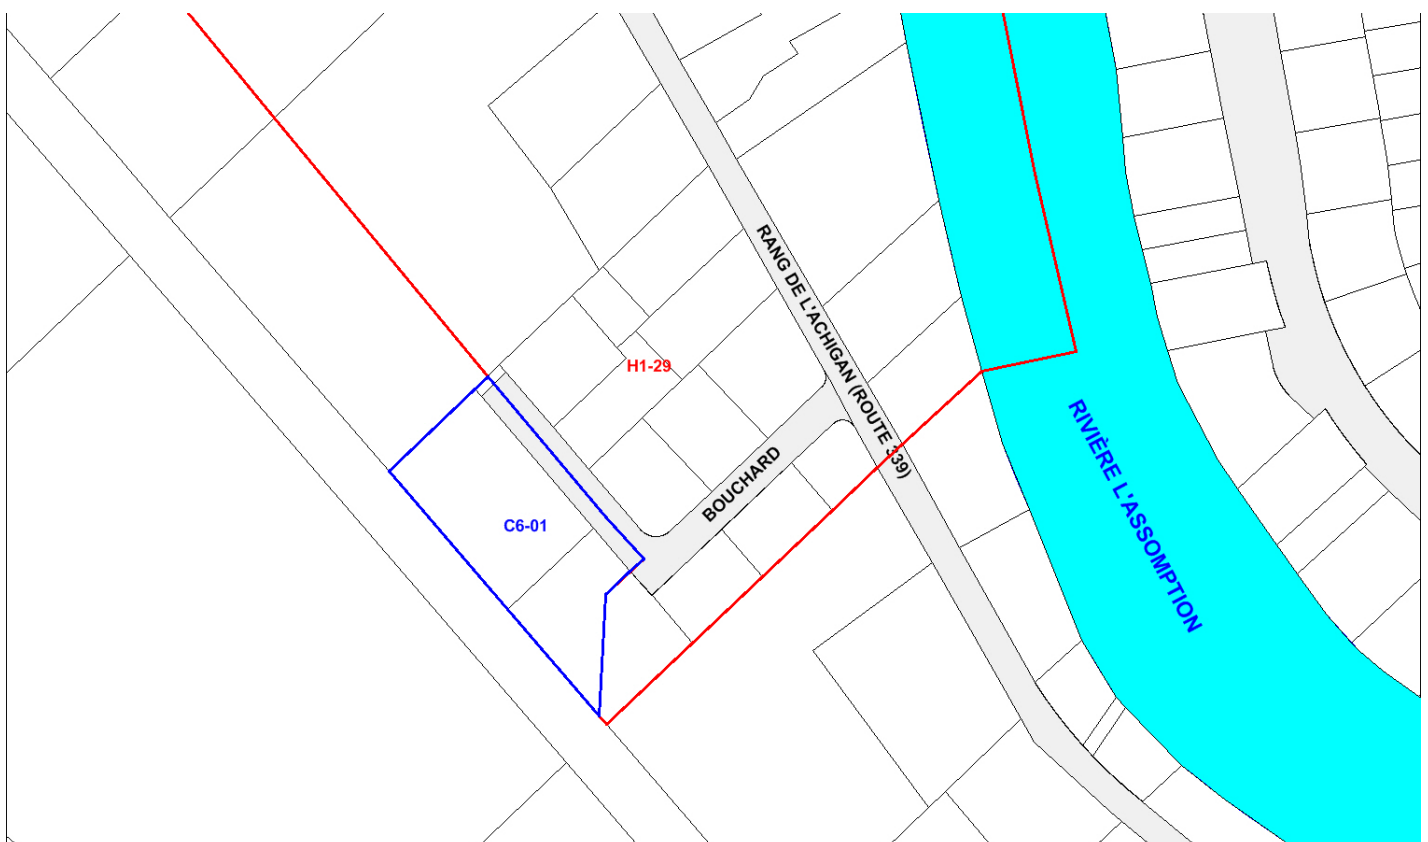 RANG DE L'ACHIGAN (ROUTE 339)
H1-29
BOUCHARD
C6-01
RIVIÈRE L'ASSOMPTION